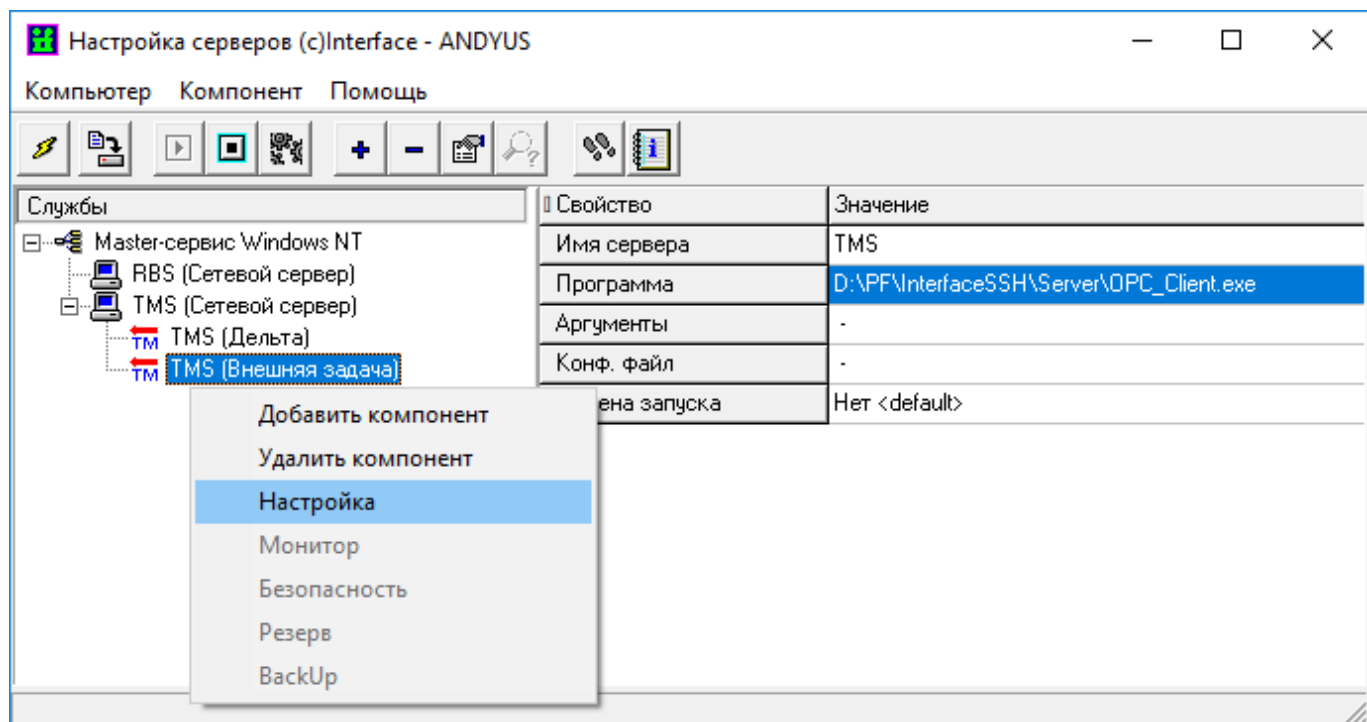 Настройка серверов (c)Interface - ANDYUS
Компьютер Компонент Помощь
Службы
Master-сервис Windows NT
RBS (Сетевой сервер)
TMS (Сетевой сервер)
TMS (Дельта)
TMS (Внешняя задача)
Свойство Значение
Имя сервера TMS
Программа D:\PF\InterfaceSSH\Server\OPC_Client.exe
Аргументы -
Конф. файл -
ена запуска Нет <default>
Добавить компонент
Удалить компонент
Настройка
Монитор
Безопасность
Резерв
BackUp